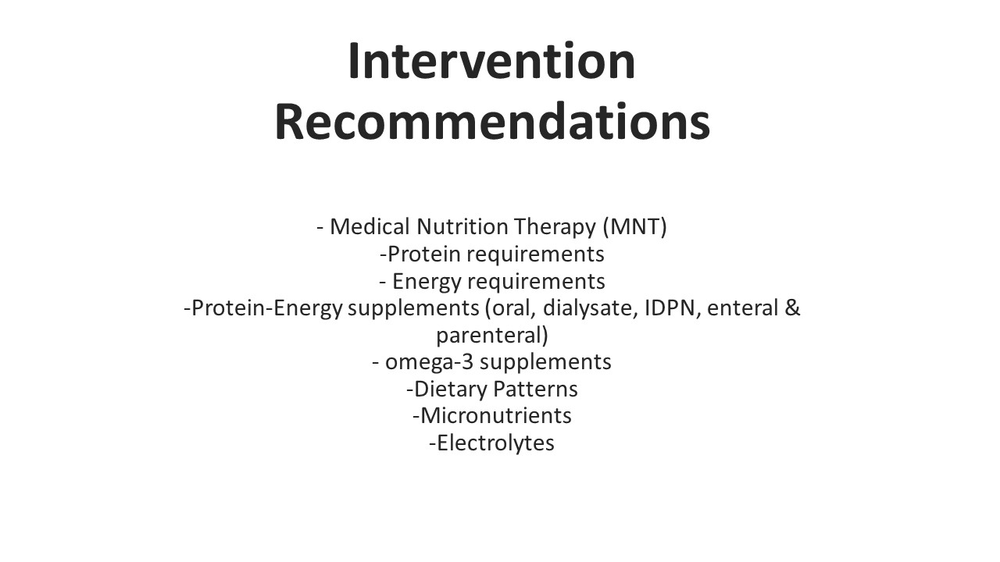 Intervention
Recommendations
- Medical Nutrition Therapy (MNT)
-Protein requirements
- Energy requirements
-Protein-Energy supplements (oral, dialysate, IDPN, enteral &
parenteral)
- omega-3 supplements
-Dietary Patterns
-Micronutrients
-Electrolytes